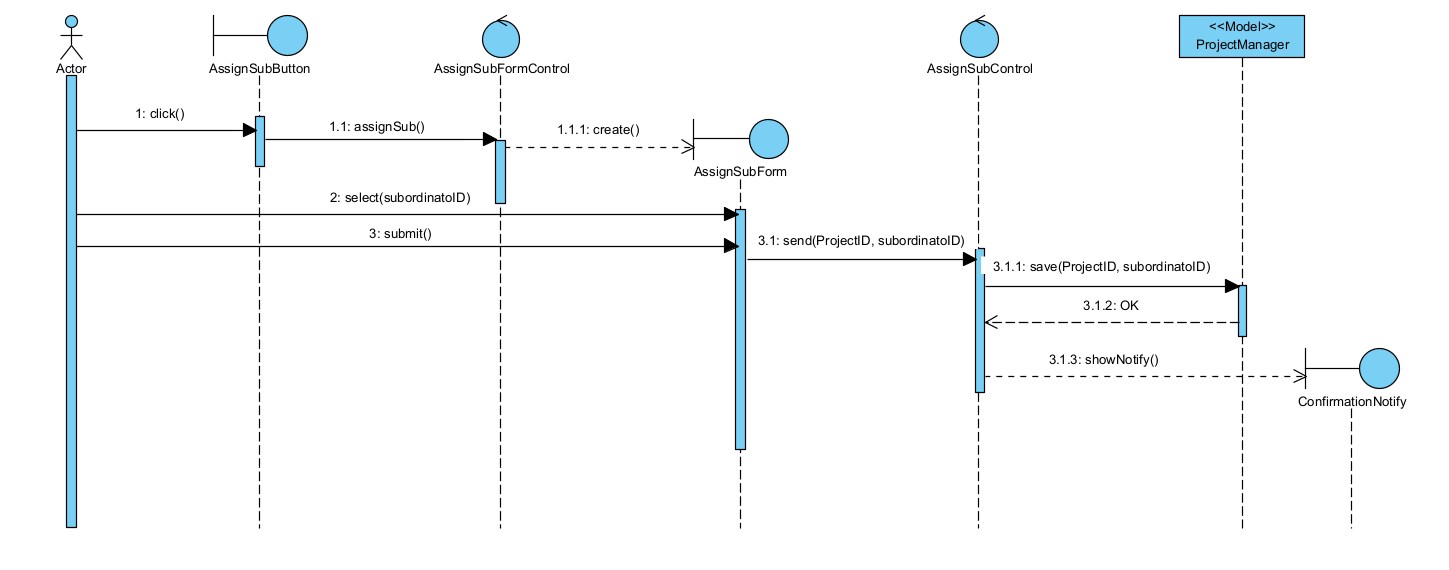 <<Model>>
ProjectManager
Actor
AssignSubButton
AssignSubFormControl
AssignSubControl
1: click()
1.1: assignSub()
1.1.1: create()
AssignSubForm
2: select(subordinatoID)
3: submit()
3.1: send(ProjectID, subordinatoID)
3.1.1: save(ProjectID, subordinatoID)
3.1.2: OK
3.1.3: showNotify()
ConfirmationNotify